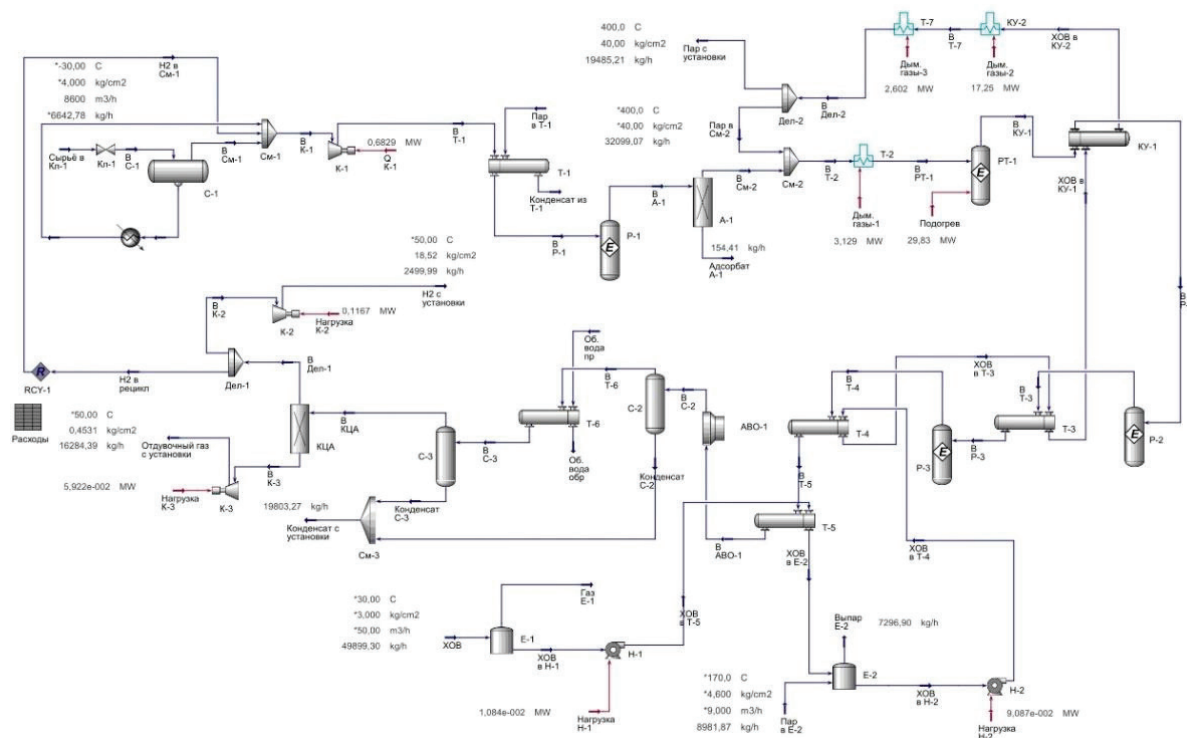 400,0 C
40,00 kg/cm2
19485,21 kg/h
Пар с
установки
Т-7
В
Т-7
КУ-2
ХОВ в
КУ-2
Дым.
газы-3
2,602 MW
Дым.
газы-2
17,25 MW
*-30,00 C
*4,000 kg/cm2
8600 m3/h
*6642,78 kg/h
H2 в
См-1
Сырьё в
Кл-1
Кл-1
В
С-1
С-1
В
См-1
См-1
В
К-1
К-1
0,6829 MW
Q
К-1
В
Т-1
Пар
в Т-1
Т-1
Конденсат из
Т-1
В
Р-1
Р-1
В
А-1
А-1
154,41 kg/h
Адсорбат
А-1
Дел-2
В
Дел-2
*400,0 C
*40,00 kg/cm2
32099,07 kg/h
Пар в
См-2
В
См-2
См-2
В
Т-2
Т-2
Дым.
газы-1
3,129 MW
В
РТ-1
РТ-1
Подогрев
29,83 MW
В
КУ-1
КУ-1
ХОВ в
КУ-1
В
Р-
*50,00 C
18,52 kg/cm2
2499,99 kg/h
H2 с
установки
В
К-2
К-2
0,1167 MW
Нагрузка
К-2
Дел-1
В
Дел-1
RCY-1
H2 в
рецикл
Расходы
*50,00 C
0,4531 kg/cm2
16284,39 kg/h
Отдувочный газ
с установки
5,922e-002 MW
Нагрузка
К-3
К-3
В
К-3
КЦА
В
КЦА
С-3
В
С-3
Конденсат
С-3
19803,27 kg/h
Конденсат с
установки
См-3
Об.
вода
пр
В
Т-6
Т-6
Об.
вода
обр
С-2
В
С-2
Конденсат
С-2
АВО-1
В
АВО-1
В
Т-4
Т-4
ХОВ
в Т-3
В
Т-3
Т-3
Р-2
В
Р-3
Р-3
В
Т-5
Т-5
ХОВ
в Е-2
ХОВ
в Т-4
ХОВ
в Т-5
*30,00 C
*3,000 kg/cm2
*50,00 m3/h
49899,30 kg/h
ХОВ
Газ
Е-1
Е-1
ХОВ
в Н-1
Н-1
1,084e-002 MW
Нагрузка
Н-1
Выпар
Е-2
7296,90 kg/h
*170,0 C
*4,600 kg/cm2
*9,000 m3/h
8981,87 kg/h
Пар
в Е-2
Е-2
ХОВ
в Н-2
Н-2
9,087e-002 MW
Нагрузка
Н-2